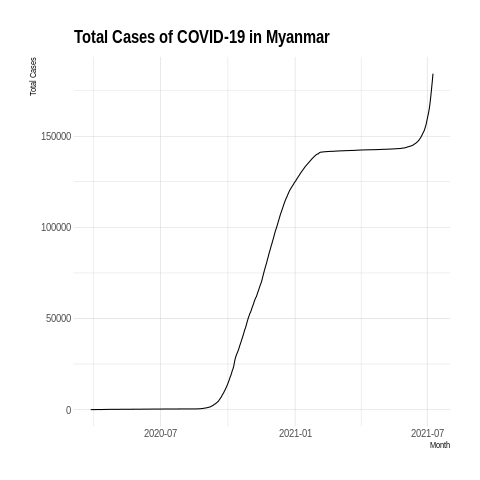 Total Cases of COVID-19 in Myanmar
Total Cases
150000
100000
50000
0
2020-07 2021-01 2021-07
Month